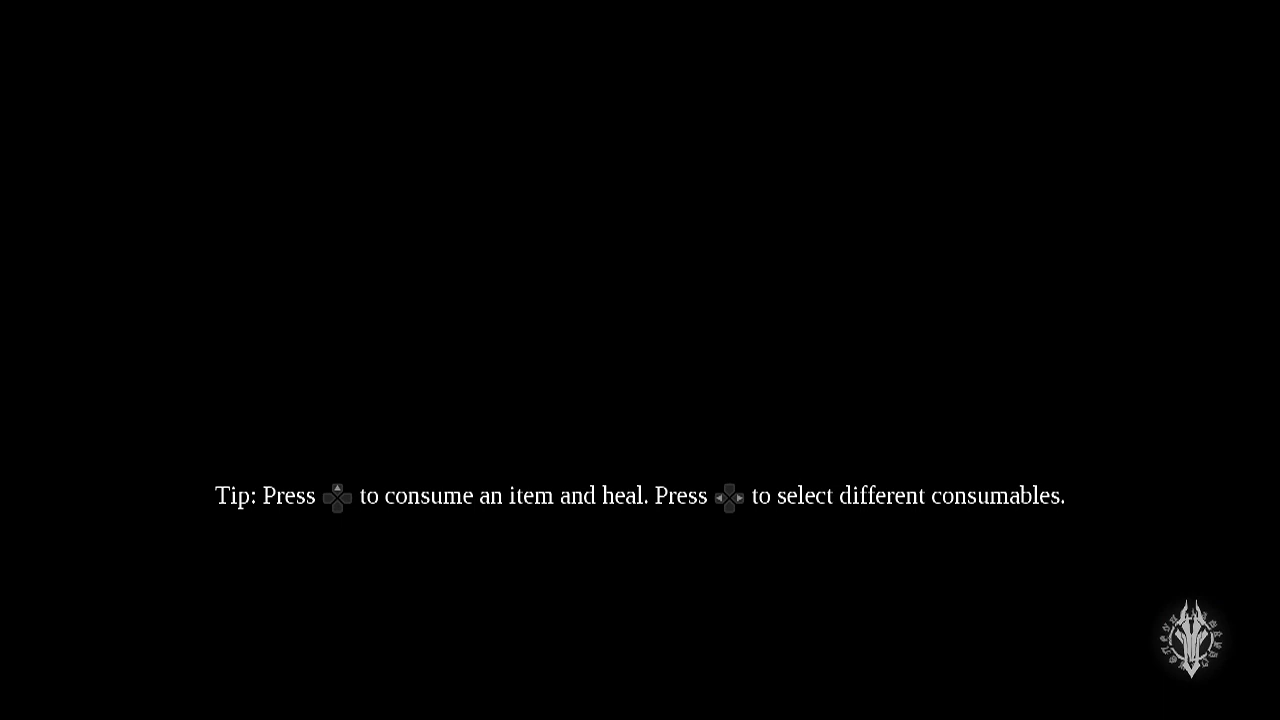 Tip: Press to consume an item and heal. Press to select different consumables.